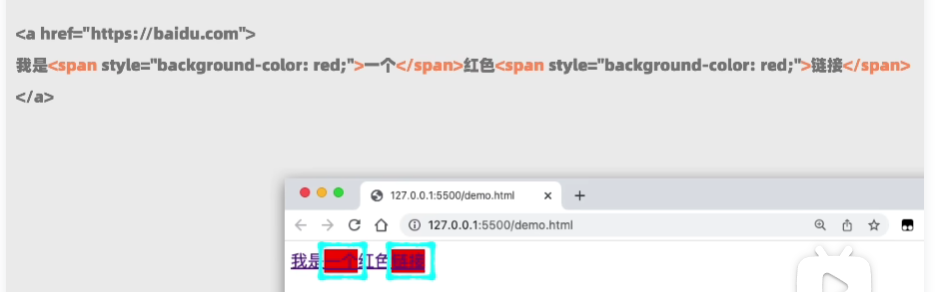 <a href="https://baidu.com">
我是<span style="background-color: red;">一个</span>红色<span style="background-color: red;">链接</span>
</a>
127.0.0.1:5500/demo.html
127.0.0.1:5500/demo.html
我是一个红色链接